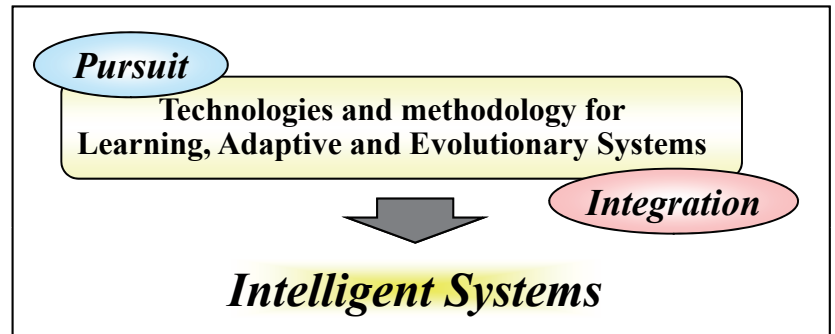 Pursuit
Technologies and methodology for
Learning, Adaptive and Evolutionary Systems
Integration
Intelligent Systems